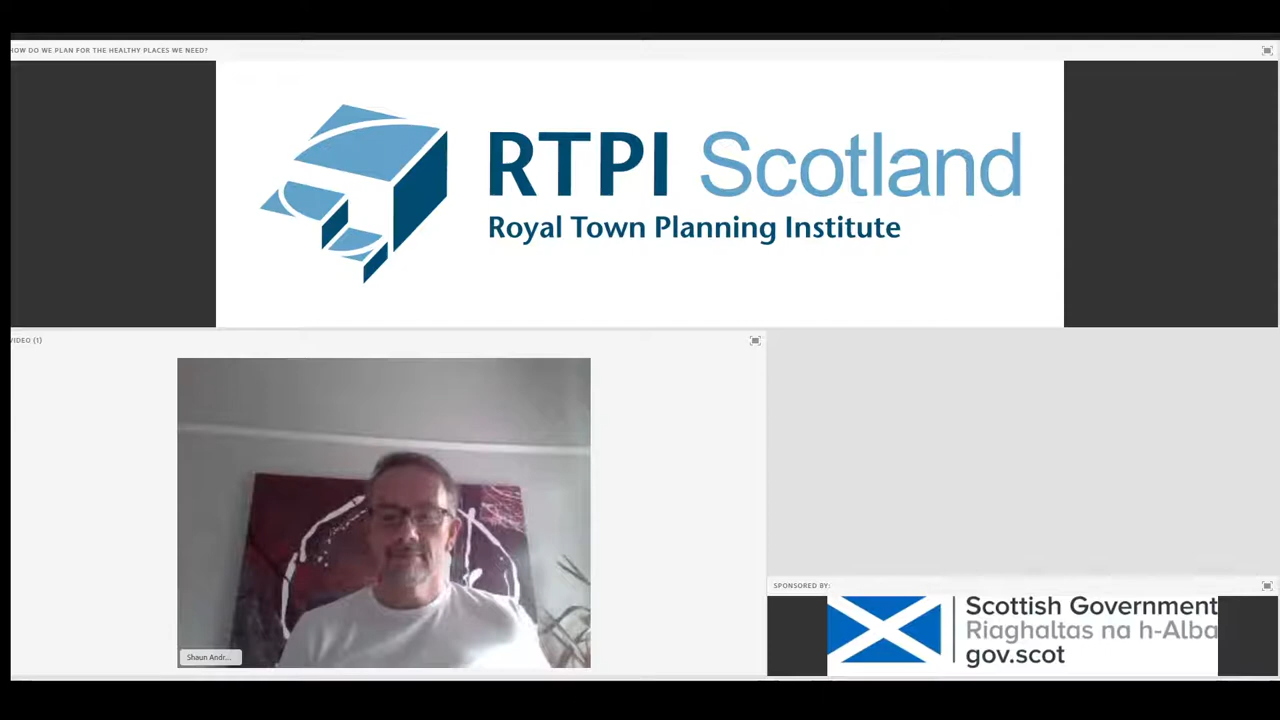 HOW DO WE PLAN FOR THE HEALTHY PLACES WE NEED?
RTPI Scotland
Royal Town Planning Institute
VIDEO (1)
Shaun Andr...
SPONSORED BY:
Scottish Government
Riaghaltas na h-Alba
gov.scot